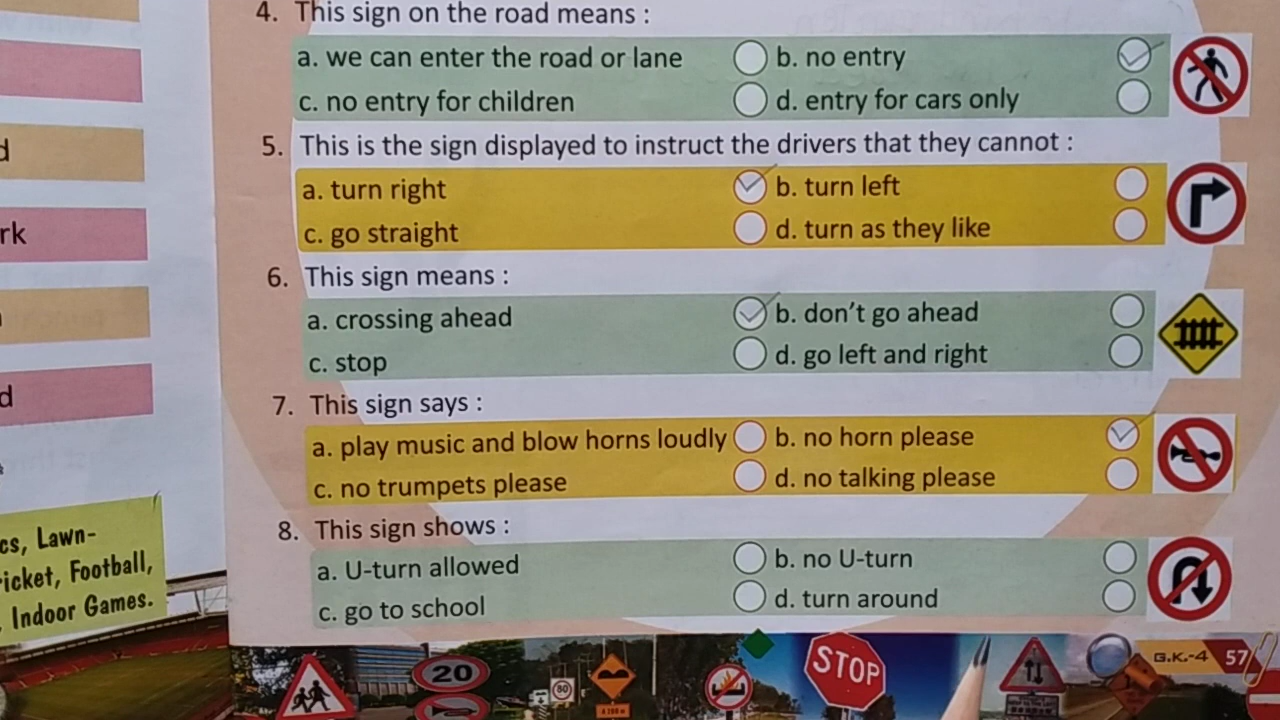 4. This sign on the road means :
a. we can enter the road or lane b. no entry
c. no entry for children d. entry for cars only
5. This is the sign displayed to instruct the drivers that they cannot :
a. turn right b. turn left
c. go straight d. turn as they like
6. This sign means :
a. crossing ahead b. don't go ahead
c. stop d. go left and right
7. This sign says :
a. play music and blow horns loudly b. no horn please
c. no trumpets please d. no talking please
8. This sign shows :
a. U-turn allowed b. no U-turn
c. go to school d. turn around
d
rk
d
cs, Lawn-
icket, Football,
Indoor Games.
20
80
STOP
G.K.-4 57